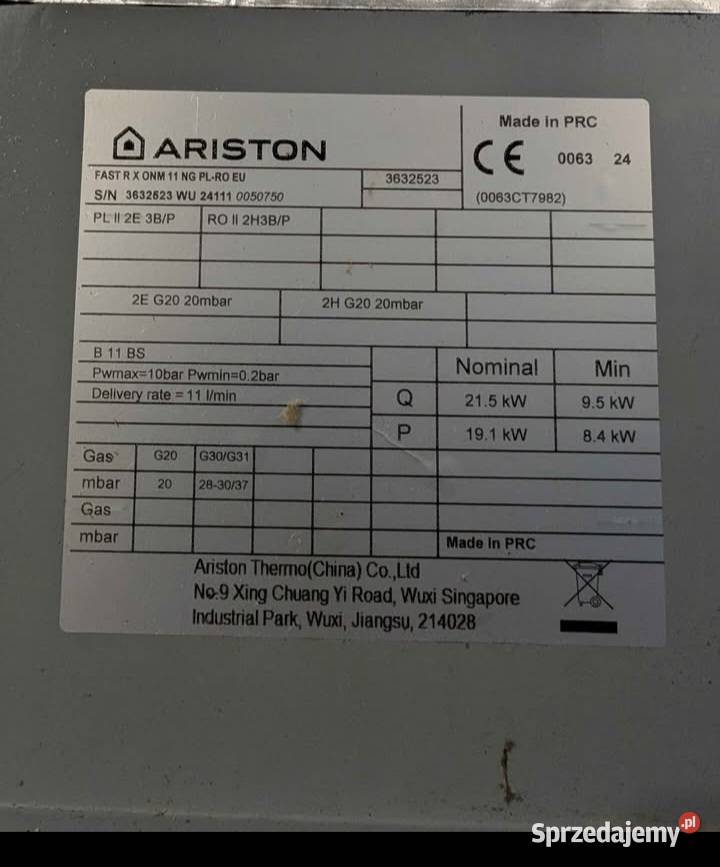 ARISTON
Made in PRC
CE 0063 24
(0063CT7982)
FAST R X ONM 11 NG PL-RO EU 3632523
S/N 3632523 WU 24111 0050750
PL II 2E 3B/P RO II 2H3B/P
2E G20 20mbar 2H G20 20mbar
B 11 BS
Pwmax=10bar Pwmin=0.2bar
Delivery rate = 11 l/min
Nominal Min
Q 21.5 kW 9.5 kW
P 19.1 kW 8.4 kW
Gas G20 G30/G31
mbar 20 28-30/37
Gas
mbar
Made in PRC
Ariston Thermo(China) Co.,Ltd
No.9 Xing Chuang Yi Road, Wuxi Singapore
Industrial Park, Wuxi, Jiangsu, 214028
Sprzedajemy.pl